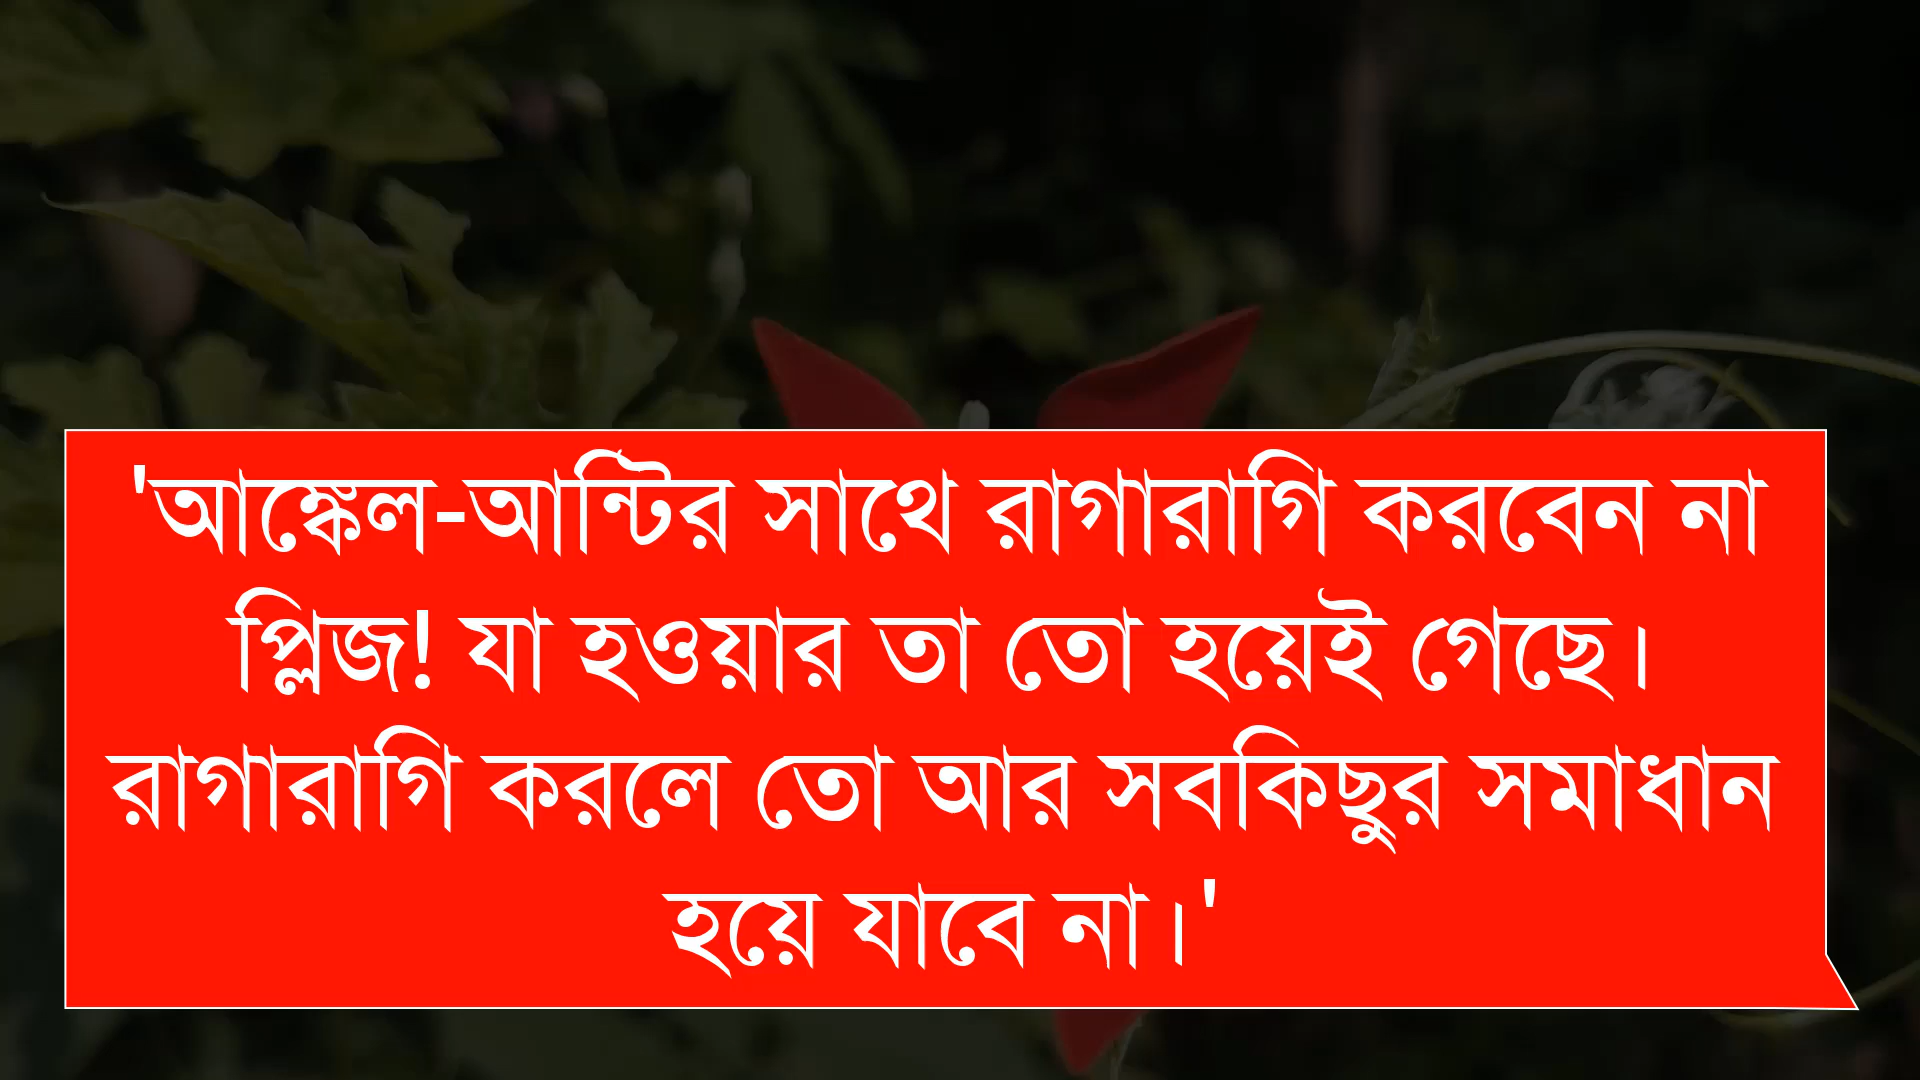 'আঙ্কেল-আন্টির সাথে রাগারাগি করবেন না
প্লিজ! যা হওয়ার তা তো হয়েই গেছে।
রাগারাগি করলে তো আর সবকিছুর সমাধান
হয়ে যাবে না।'